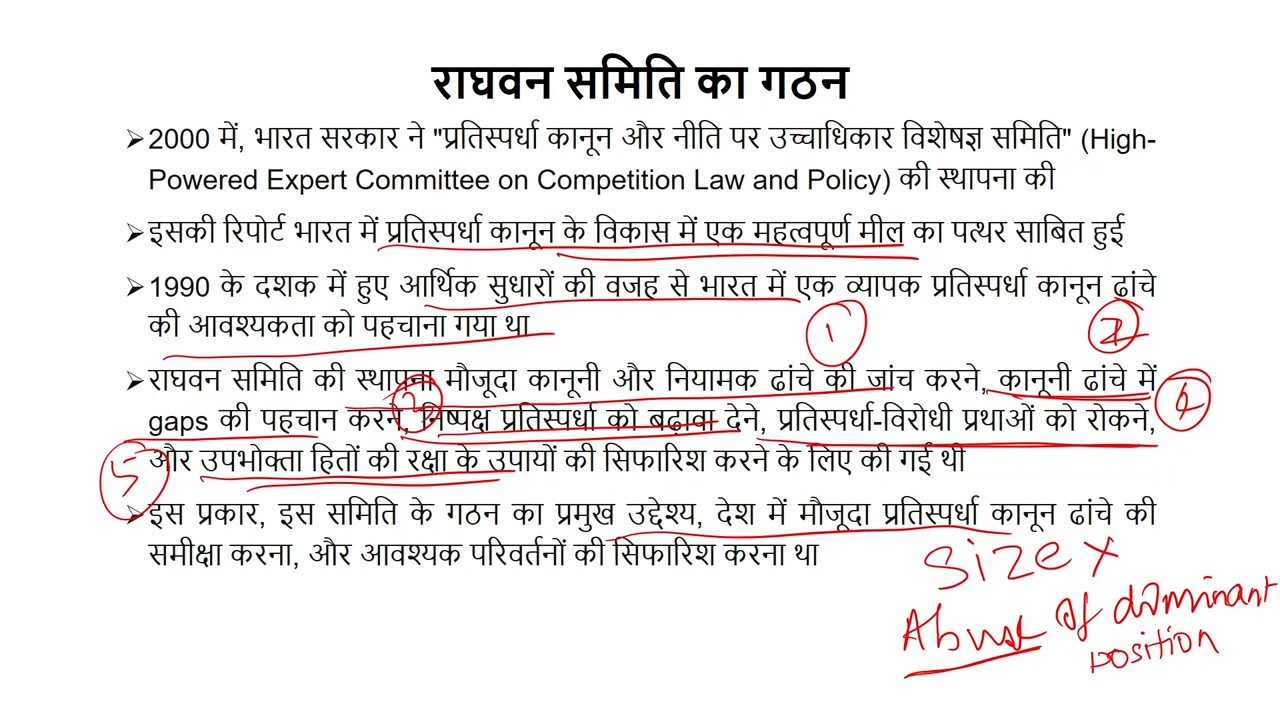 राघवन समिति का गठन
➢2000 में, भारत सरकार ने "प्रतिस्पर्धा कानून और नीति पर उच्चाधिकार विशेषज्ञ समिति" (High-
Powered Expert Committee on Competition Law and Policy) की स्थापना की
➢इसकी रिपोर्ट भारत में प्रतिस्पर्धा कानून के विकास में एक महत्वपूर्ण मील का पत्थर साबित हुई
➢1990 के दशक में हुए आर्थिक सुधारों की वजह से भारत में एक व्यापक प्रतिस्पर्धा कानून ढांचे
की आवश्यकता को पहचाना गया था
1 2
➢राघवन समिति की स्थापना मौजूदा कानूनी और नियामक ढांचे की जांच करने, कानूनी ढांचे में
3 4
gaps की पहचान करने, निष्पक्ष प्रतिस्पर्धा को बढ़ावा देने, प्रतिस्पर्धा-विरोधी प्रथाओं को रोकने,
5
और उपभोक्ता हितों की रक्षा के उपायों की सिफारिश करने के लिए की गई थी
➢इस प्रकार, इस समिति के गठन का प्रमुख उद्देश्य, देश में मौजूदा प्रतिस्पर्धा कानून ढांचे की
समीक्षा करना, और आवश्यक परिवर्तनों की सिफारिश करना था
Size x
Abuse of dominant
position